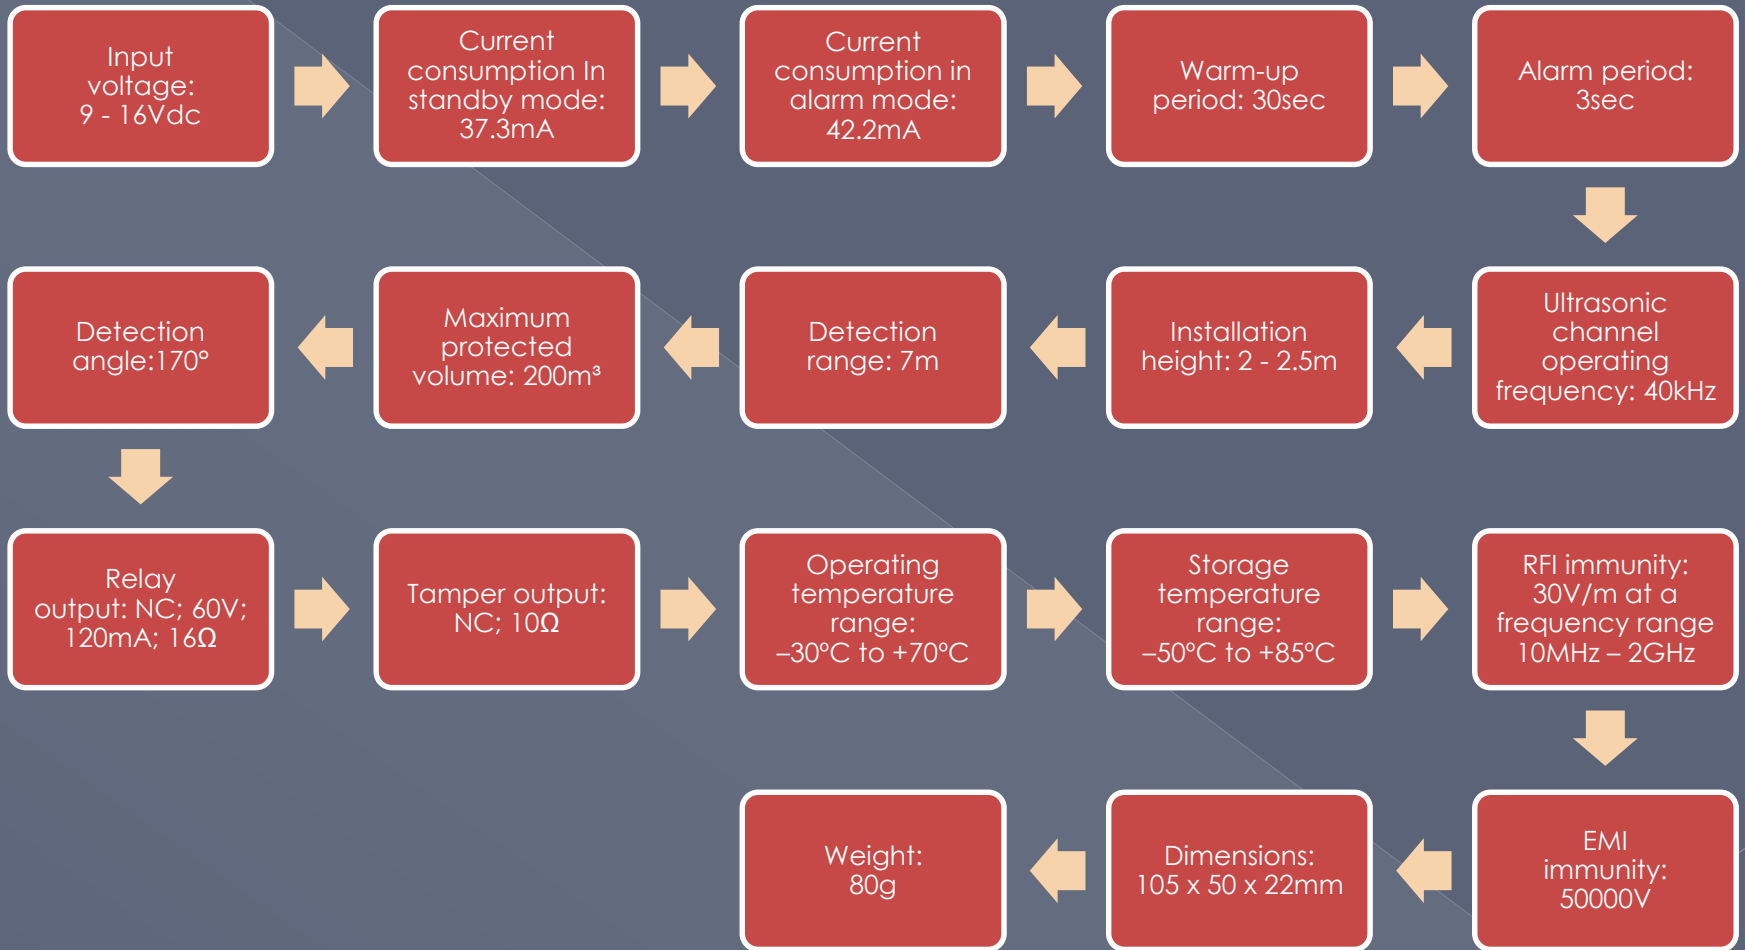 Input
voltage:
9 - 16Vdc
Current
consumption In
standby mode:
37.3mA
Current
consumption in
alarm mode:
42.2mA
Warm-up
period: 30sec
Alarm period:
3sec
Ultrasonic
channel
operating
frequency: 40kHz
Installation
height: 2 - 2.5m
Detection
range: 7m
Maximum
protected
volume: 200m³
Detection
angle:170°
Relay
output: NC; 60V;
120mA; 16Ω
Tamper output:
NC; 10Ω
Operating
temperature
range:
–30°C to +70°C
Storage
temperature
range:
–50°C to +85°C
RFI immunity:
30V/m at a
frequency range
10MHz – 2GHz
EMI
immunity:
50000V
Dimensions:
105 x 50 x 22mm
Weight:
80g